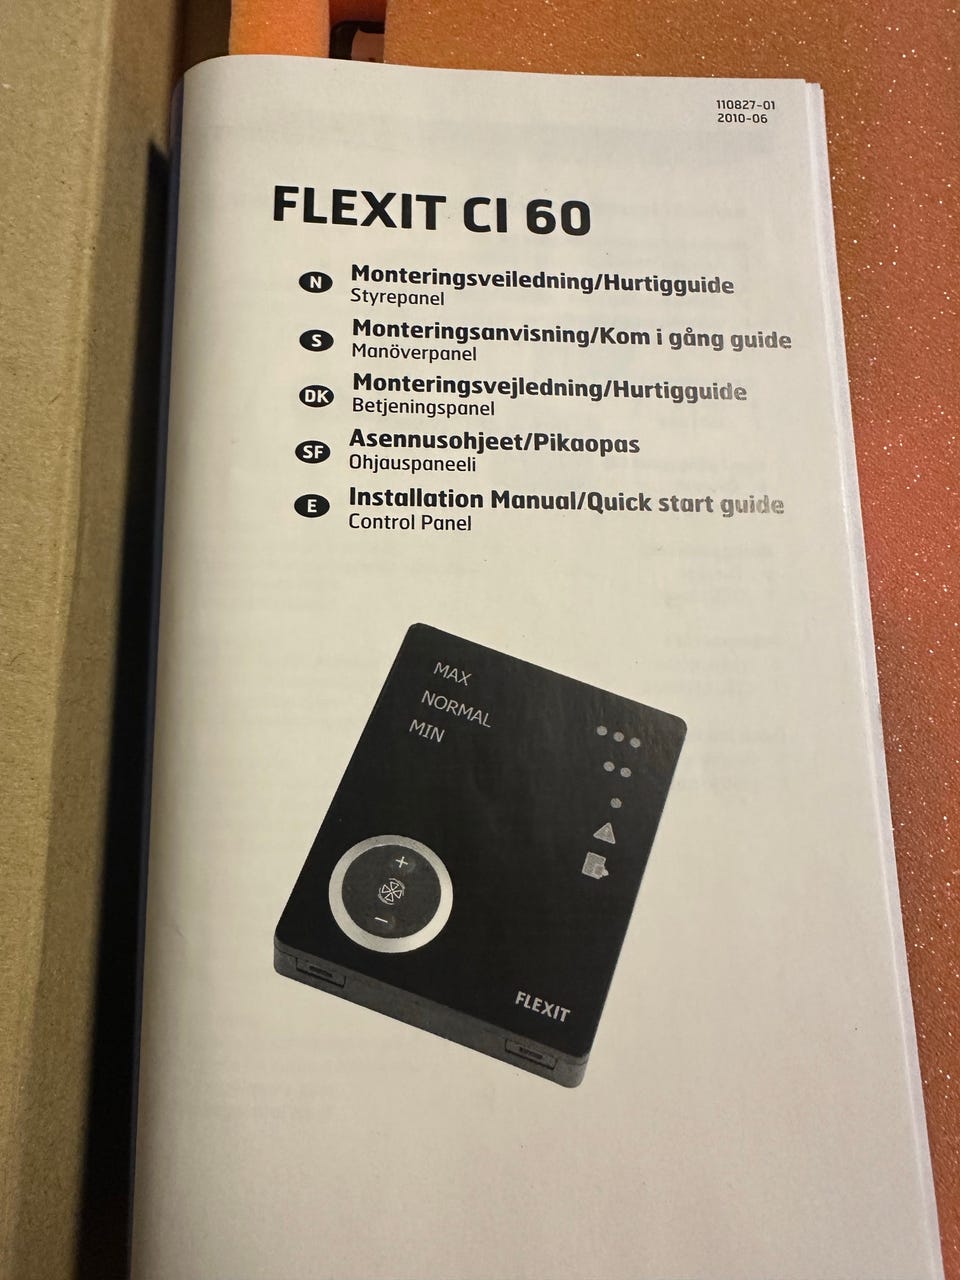 110827-01
2010-06
FLEXIT CI 60
N Monteringsveiledning/Hurtigguide
Styrepanel
S Monteringsanvisning/Kom i gång guide
Manöverpanel
DK Monteringsvejledning/Hurtigguide
Betjeningspanel
SF Asennusohjeet/Pikaopas
Ohjauspaneeli
E Installation Manual/Quick start guide
Control Panel
MAX
NORMAL
MIN
+
−
FLEXIT